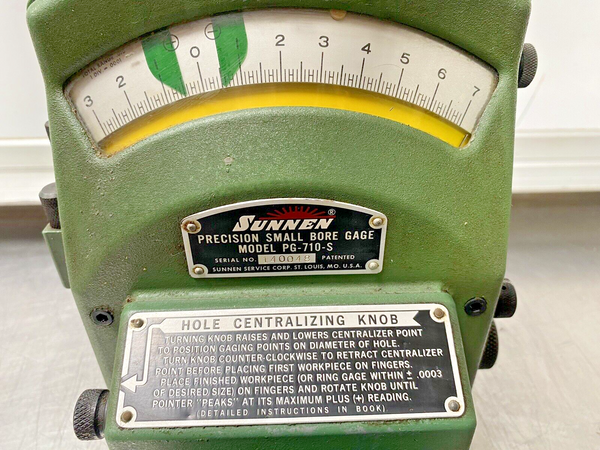 3 2 0 2 3 4 5 6 7
SUNNEN®
PRECISION SMALL BORE GAGE
MODEL PG-710-S
SERIAL NO. 140048 PATENTED
SUNNEN SERVICE CORP. ST. LOUIS, MO. U.S.A.
HOLE CENTRALIZING KNOB
TURNING KNOB RAISES AND LOWERS CENTRALIZER POINT
TO POSITION GAGING POINTS ON DIAMETER OF HOLE.
TURN KNOB COUNTER-CLOCKWISE TO RETRACT CENTRALIZER
POINT BEFORE PLACING FIRST WORKPIECE ON FINGERS.
PLACE FINISHED WORKPIECE (OR RING GAGE WITHIN ± .0003
OF DESIRED SIZE) ON FINGERS AND ROTATE KNOB UNTIL
POINTER "PEAKS" AT ITS MAXIMUM PLUS (+) READING.
(DETAILED INSTRUCTIONS IN BOOK)